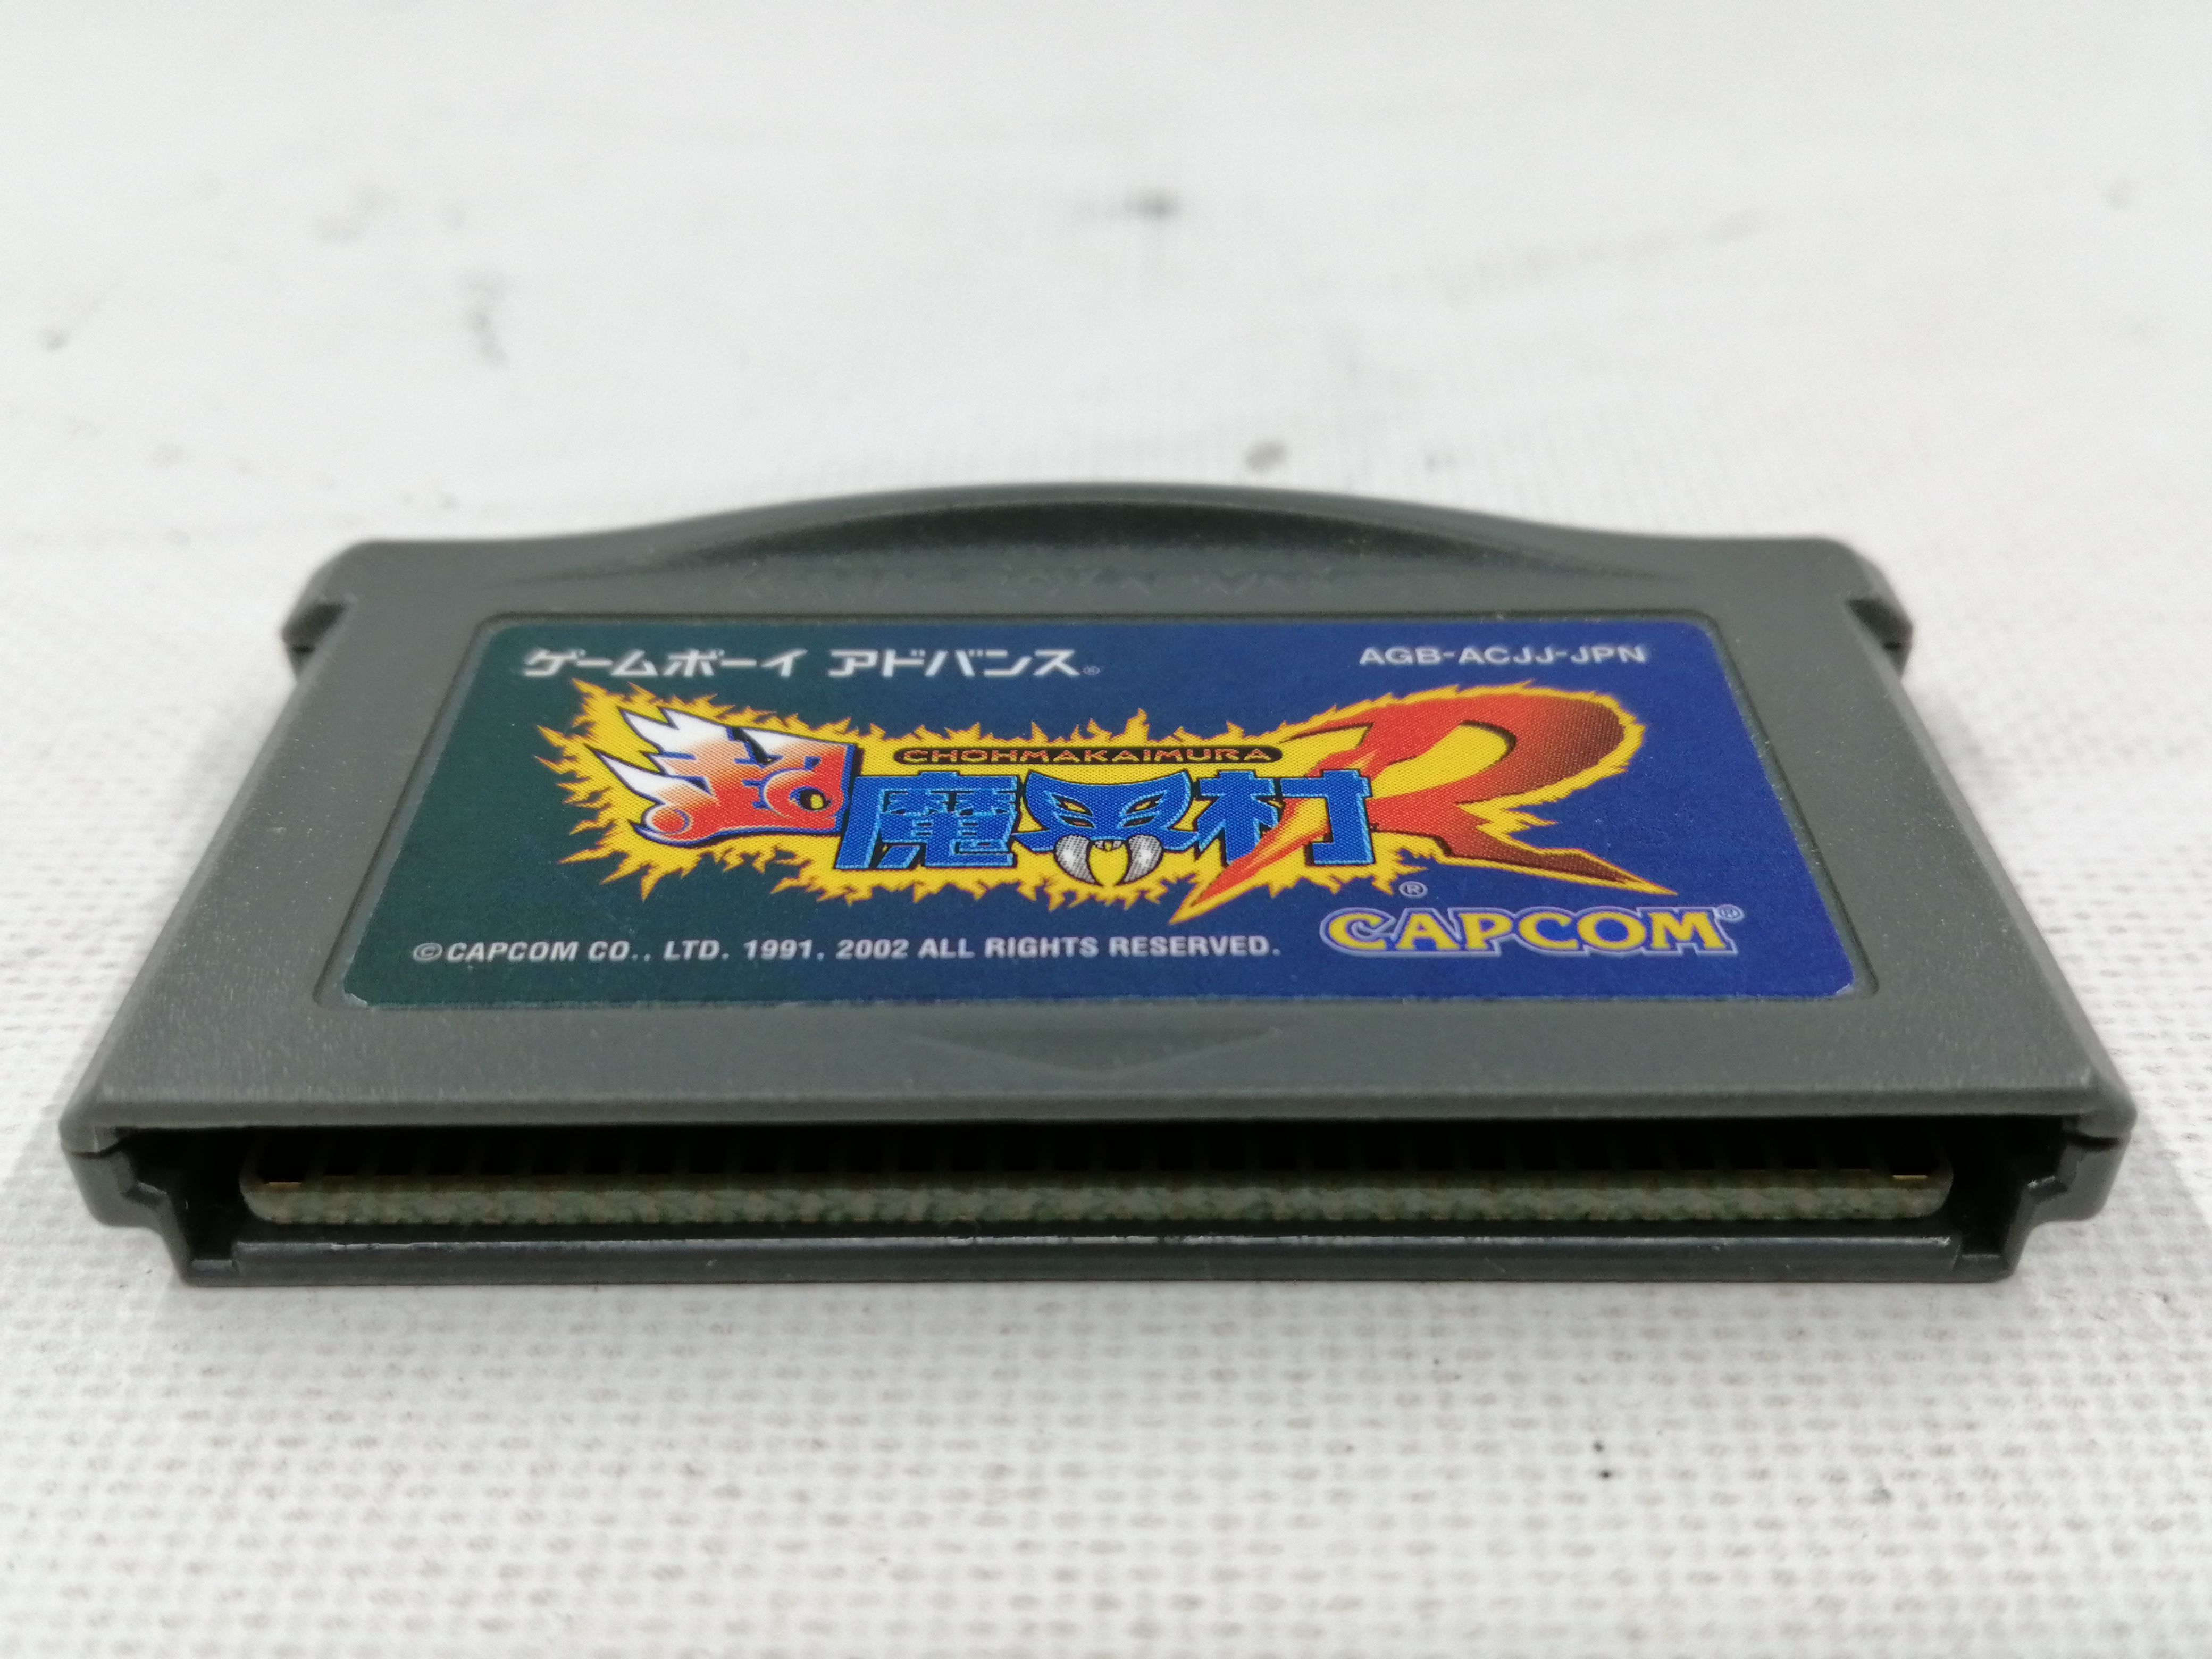 ゲームボーイ アドバンス®
AGB-ACJJ-JPN
CHOHMAKAIMURA
超魔界村R
®
CAPCOM®
©CAPCOM CO., LTD. 1991, 2002 ALL RIGHTS RESERVED.